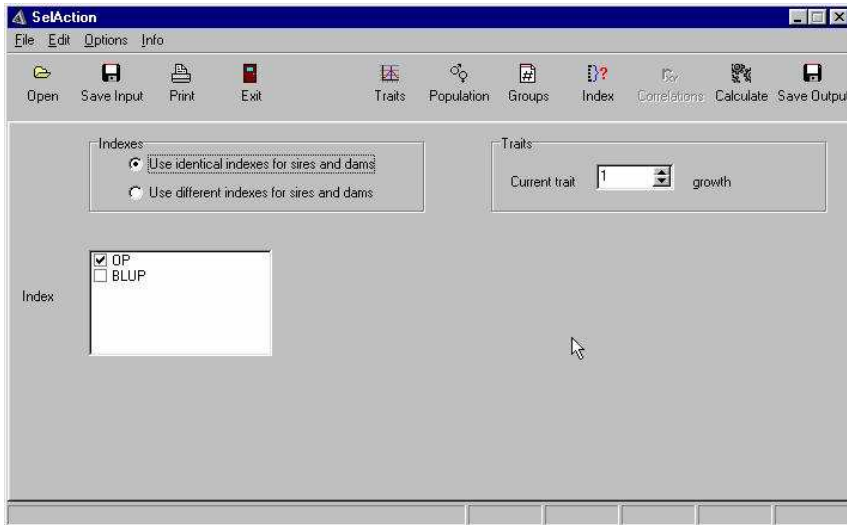 SelAction
File Edit Options Info
Open Save Input Print Exit Traits Population Groups Index Correlations Calculate Save Output
Indexes
Use identical indexes for sires and dams
Use different indexes for sires and dams
Traits
Current trait 1 growth
Index
OP
BLUP